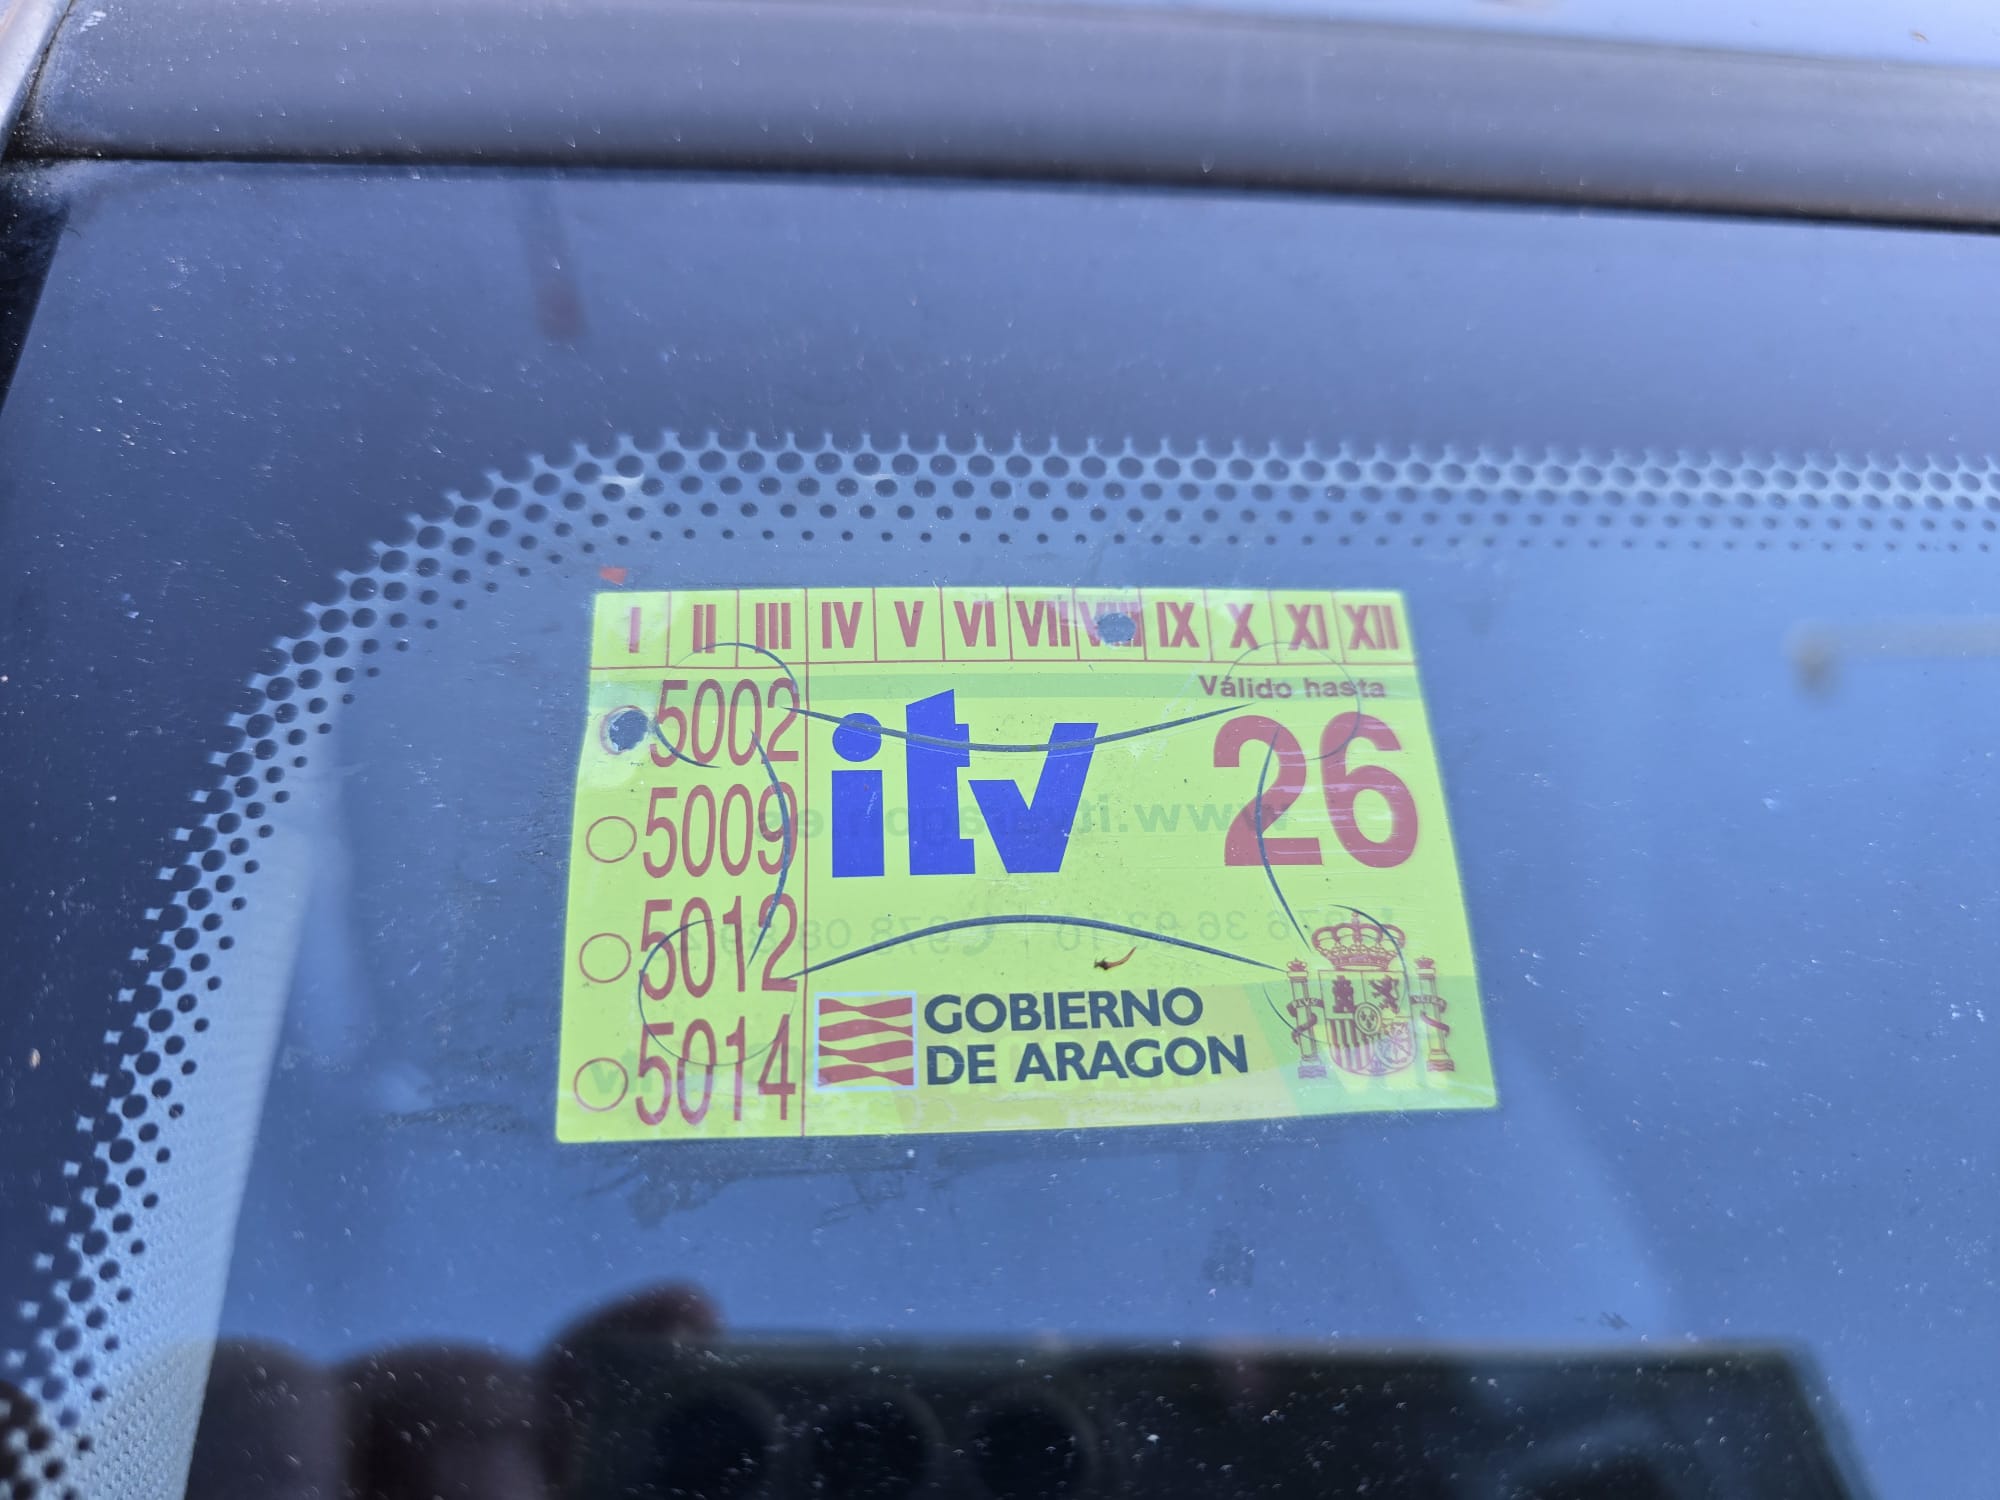 I II III IV V VI VII VIII IX X XI XII
Válido hasta
5002
5009
5012
5014
itv
26
GOBIERNO
DE ARAGON